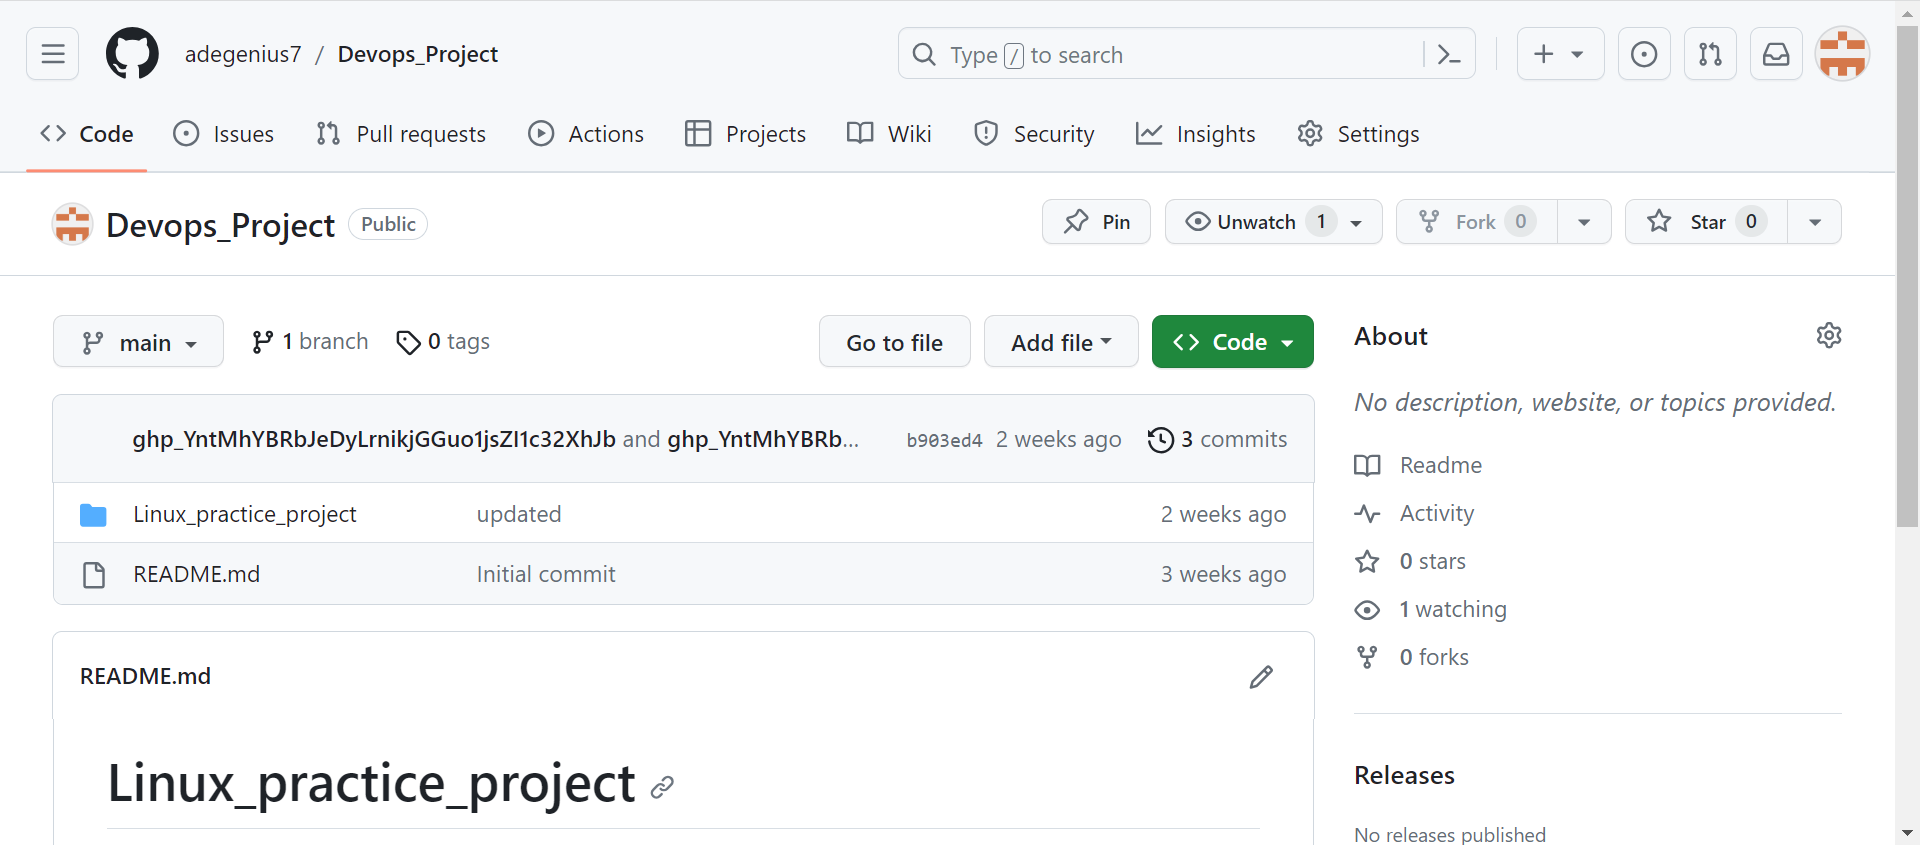 adegenius7 / Devops_Project
Type / to search
Code Issues Pull requests Actions Projects Wiki Security Insights Settings
Devops_Project Public Pin Unwatch 1 Fork 0 Star 0
main 1 branch 0 tags Go to file Add file Code
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 and ghp_YntMhYBRb... b903ed4 2 weeks ago 3 commits
Linux_practice_project updated 2 weeks ago
README.md Initial commit 3 weeks ago
README.md
Linux_practice_project
About
No description, website, or topics provided.
Readme
Activity
0 stars
1 watching
0 forks
Releases
No releases published